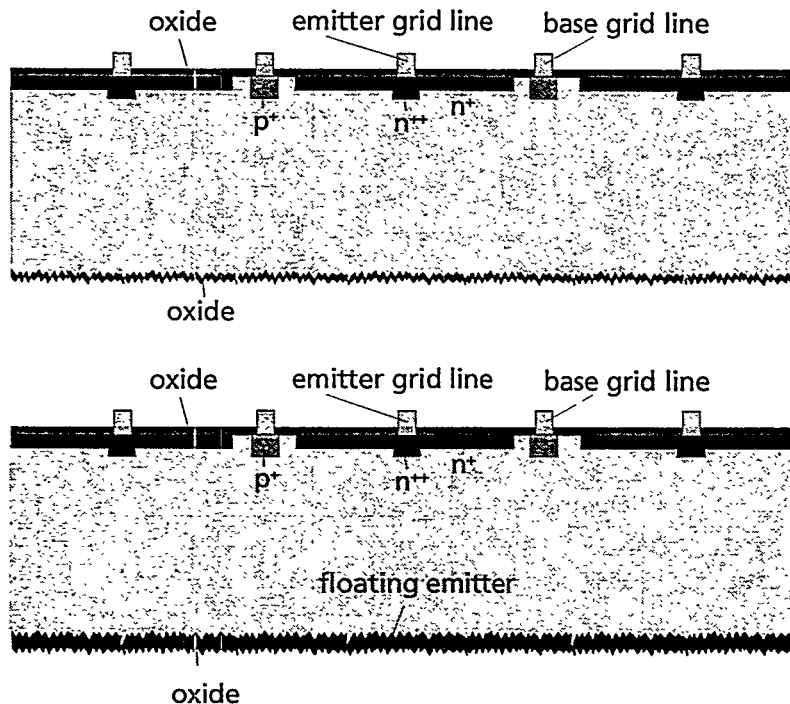 oxide emitter grid line base grid line
p⁺ n⁺⁺ n⁺
oxide
oxide emitter grid line base grid line
p⁺ n⁺⁺ n⁺
floating emitter
oxide